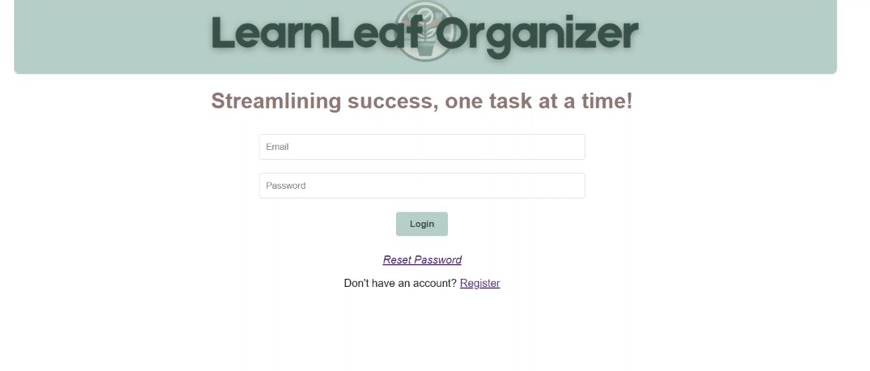 LearnLeaf Organizer
Streamlining success, one task at a time!
Email
Password
Login
Reset Password
Don't have an account? Register